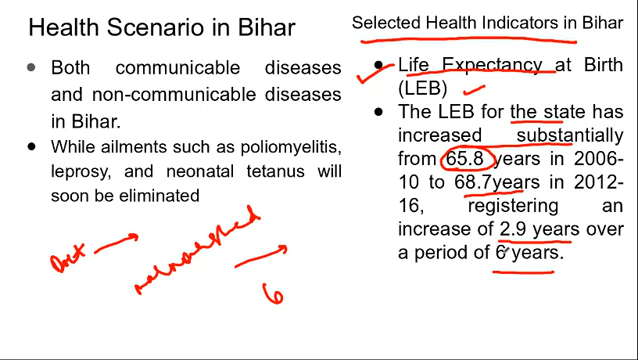 Health Scenario in Bihar
● Both communicable diseases
and non-communicable diseases
in Bihar.
● While ailments such as poliomyelitis,
leprosy, and neonatal tetanus will
soon be eliminated
6
Selected Health Indicators in Bihar
● Life Expectancy at Birth
(LEB)
● The LEB for the state has
increased substantially
from 65.8 years in 2006-
10 to 68.7years in 2012-
16, registering an
increase of 2.9 years over
a period of 6 years.